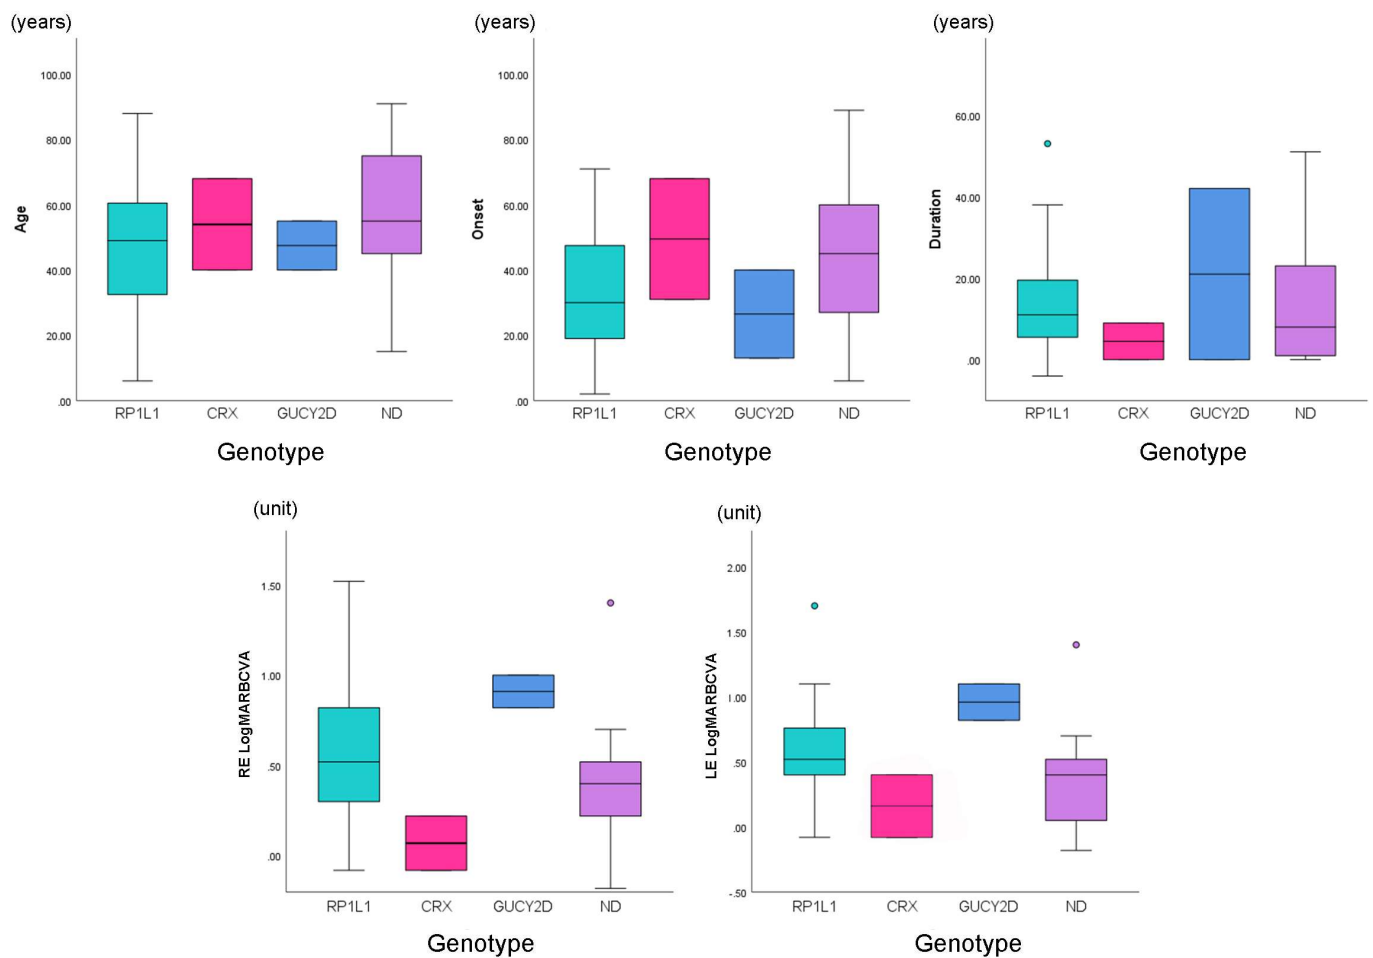 (years)
100.00
80.00
60.00
40.00
20.00
.00
Age
RP1L1 CRX GUCY2D ND
Genotype
(years)
100.00
80.00
60.00
40.00
20.00
.00
Onset
RP1L1 CRX GUCY2D ND
Genotype
(years)
60.00
40.00
20.00
.00
Duration
RP1L1 CRX GUCY2D ND
Genotype
(unit)
1.50
1.00
.50
.00
RE LogMARBCVA
RP1L1 CRX GUCY2D ND
Genotype
(unit)
2.00
1.50
1.00
.50
.00
-.50
LE LogMARBCVA
RP1L1 CRX GUCY2D ND
Genotype